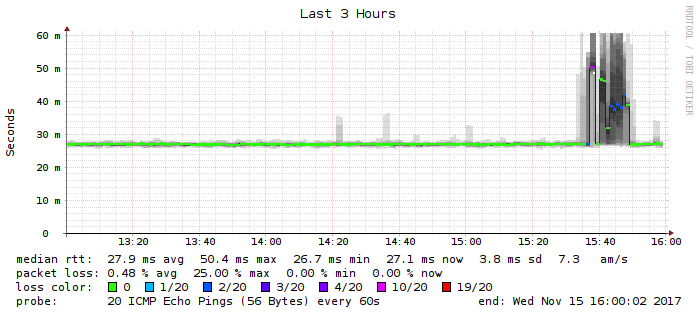 Last 3 Hours
RRDTOOL / TOBI OETIKER
Seconds
60 m
50 m
40 m
30 m
20 m
10 m
0
13:20 13:40 14:00 14:20 14:40 15:00 15:20 15:40 16:00
median rtt: 27.9 ms avg 50.4 ms max 26.7 ms min 27.1 ms now 3.8 ms sd 7.3 am/s
packet loss: 0.48 % avg 25.00 % max 0.00 % min 0.00 % now
loss color: 0 1/20 2/20 3/20 4/20 10/20 19/20
probe: 20 ICMP Echo Pings (56 Bytes) every 60s end: Wed Nov 15 16:00:02 2017